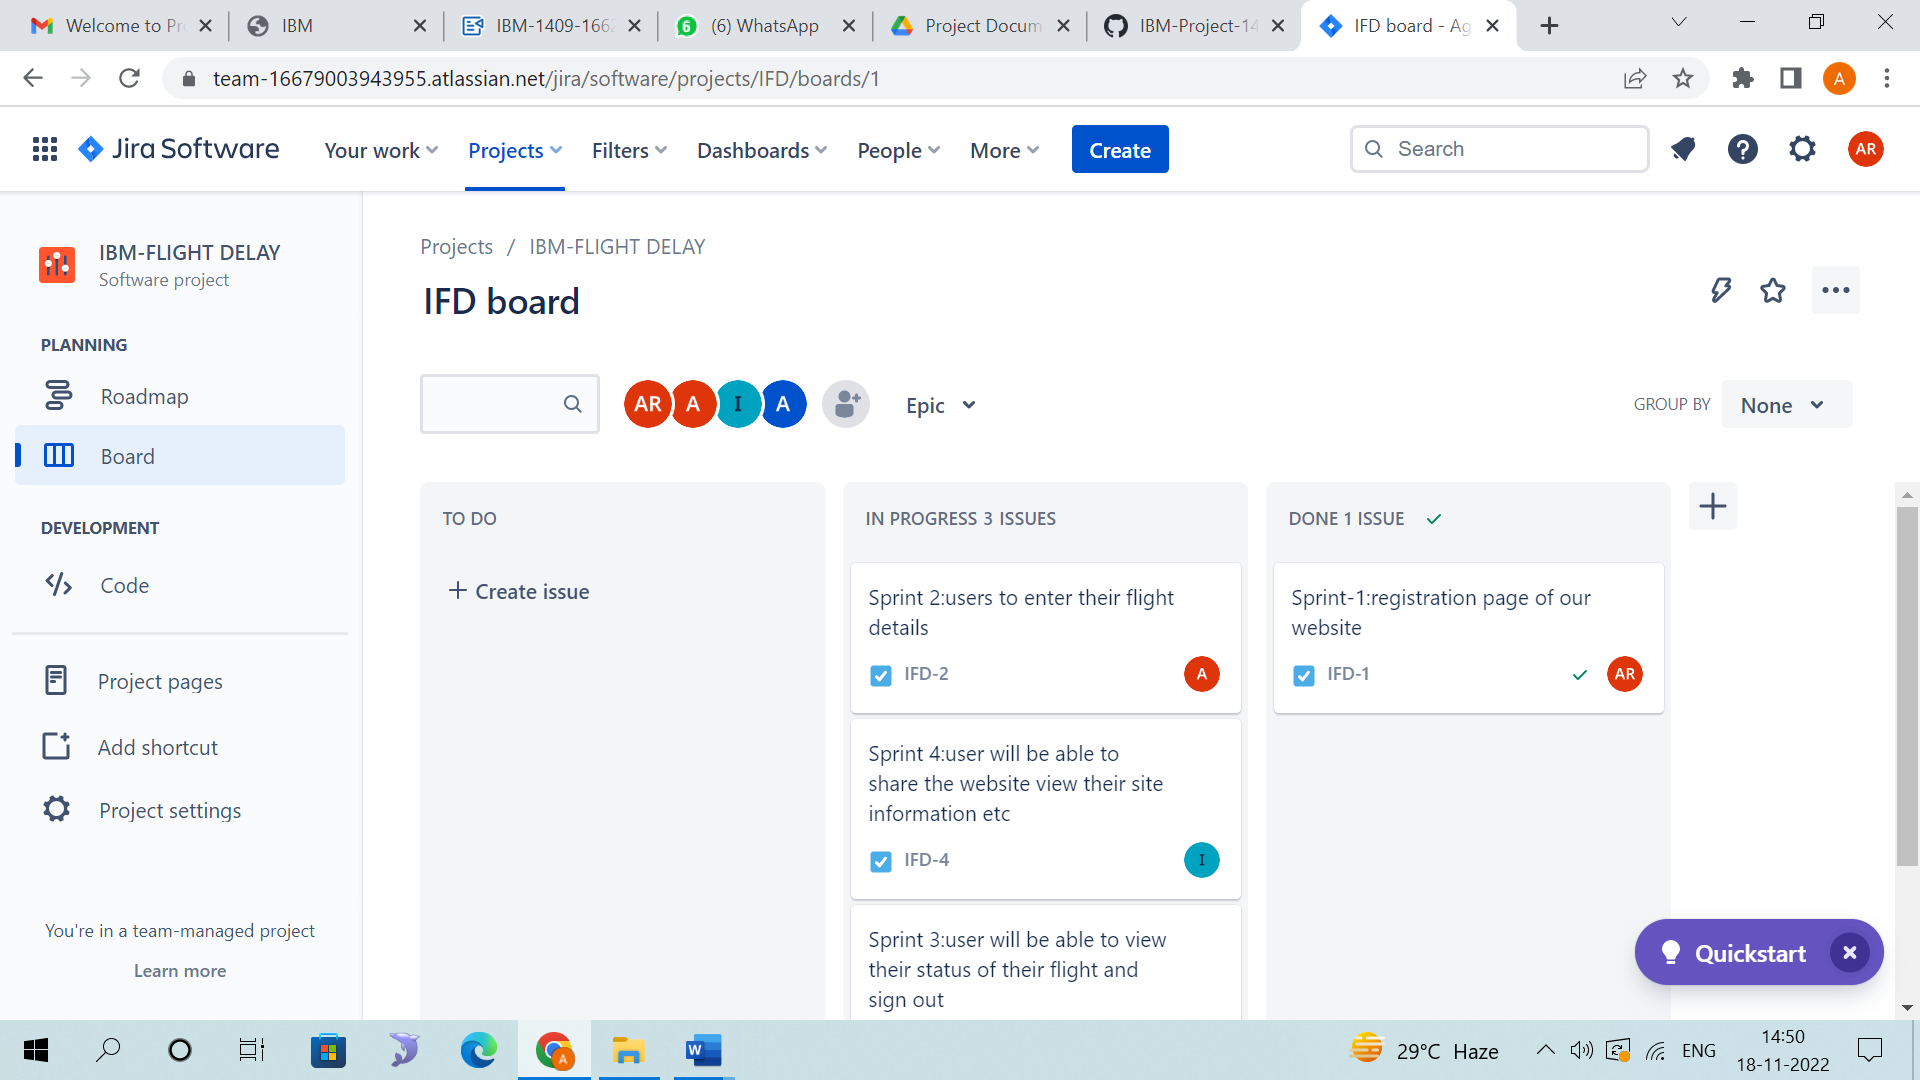 Welcome to Pr
IBM
IBM-1409-166
(6) WhatsApp
Project Docum
IBM-Project-14
IFD board - Ag
team-16679003943955.atlassian.net/jira/software/projects/IFD/boards/1
A
Jira Software
Your work
Projects
Filters
Dashboards
People
More
Create
Search
AR
IBM-FLIGHT DELAY
Software project
PLANNING
Roadmap
Board
DEVELOPMENT
Code
Project pages
Add shortcut
Project settings
You're in a team-managed project
Learn more
Projects / IBM-FLIGHT DELAY
IFD board
AR A I A
Epic
GROUP BY None
TO DO
+ Create issue
IN PROGRESS 3 ISSUES
Sprint 2:users to enter their flight
details
IFD-2
A
Sprint 4:user will be able to
share the website view their site
information etc
IFD-4
I
Sprint 3:user will be able to view
their status of their flight and
sign out
DONE 1 ISSUE
Sprint-1:registration page of our
website
IFD-1
AR
Quickstart
29°C Haze
ENG
14:50
18-11-2022